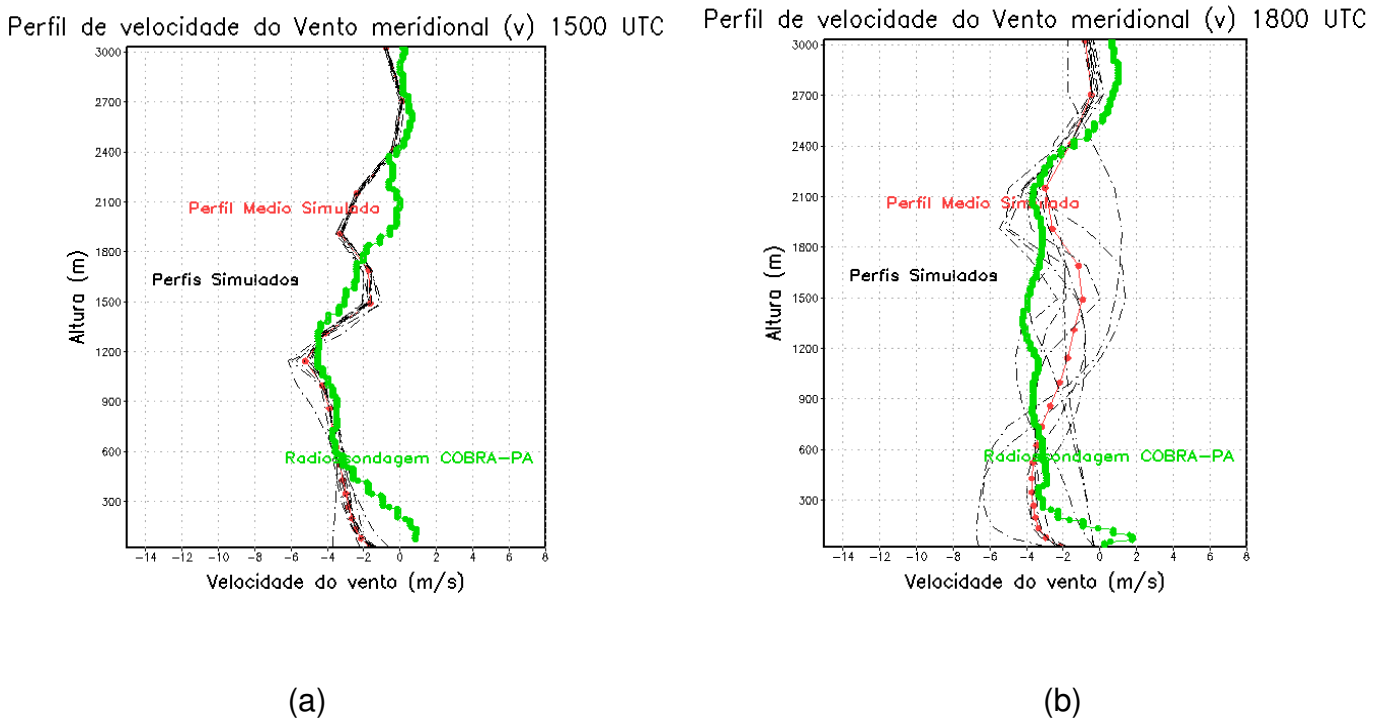 Perfil de velocidade do Vento meridional (v) 1500 UTC
3000
2700
2400
2100
1800
1500
1200
900
600
300
Altura (m)
Perfil Medio Simulada
Perfis Simulados
Radiossondagem COBRA-PA
-14 -12 -10 -8 -6 -4 -2 0 2 4 6 8
Velocidade do vento (m/s)
(a)
Perfil de velocidade do Vento meridional (v) 1800 UTC
3000
2700
2400
2100
1800
1500
1200
900
600
300
Altura (m)
Perfil Medio Simulada
Perfis Simulados
Radiossondagem COBRA-PA
-14 -12 -10 -8 -6 -4 -2 0 2 4 6 8
Velocidade do vento (m/s)
(b)